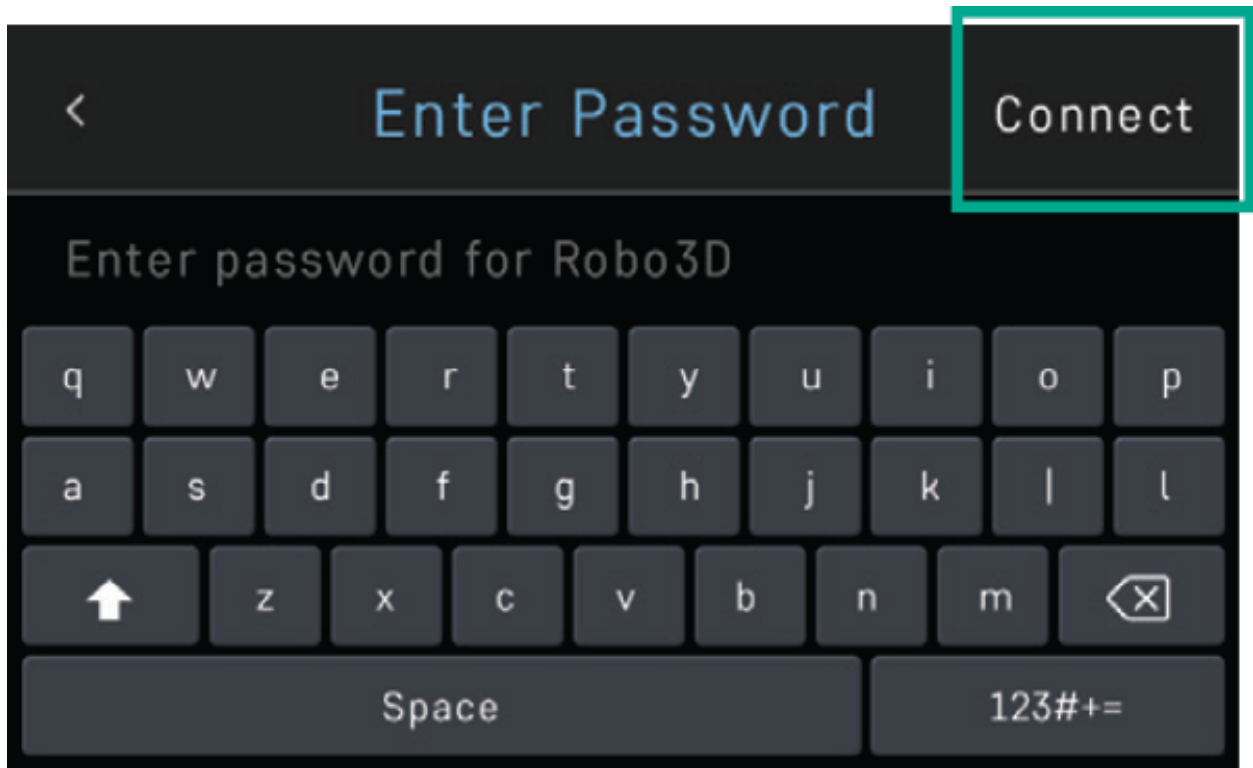 < Enter Password Connect
Enter password for Robo3D
q w e r t y u i o p
a s d f g h j k | l
z x c v b n m
Space 123#+=